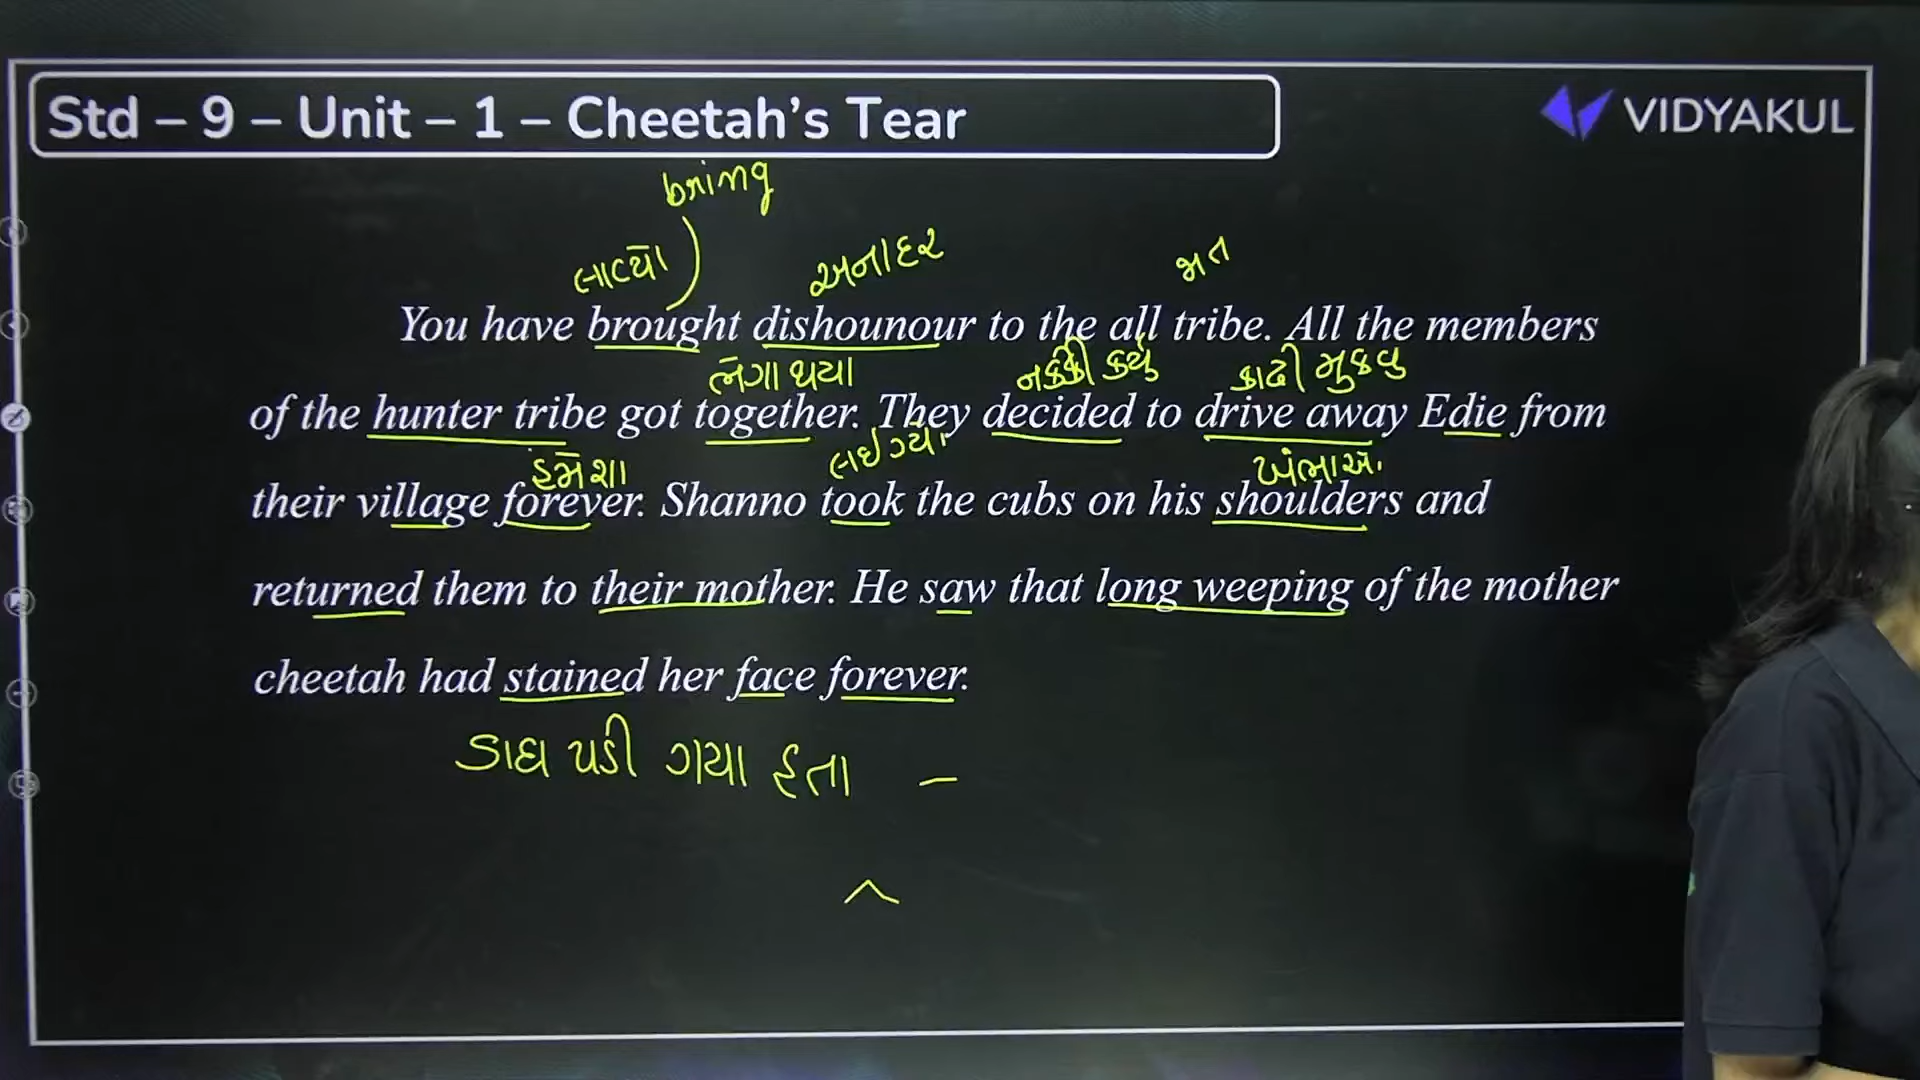 Std – 9 – Unit – 1 – Cheetah's Tear
VIDYAKUL
bring
લાવ્યો અનાદર
You have brought dishounour to the all tribe. All the members
ભેગા થયા નક્કી કર્યું કાઢી મુકવુ
of the hunter tribe got together. They decided to drive away Edie from
હમેશા લઇ ગયો ખંભાએ
their village forever. Shanno took the cubs on his shoulders and
returned them to their mother. He saw that long weeping of the mother
cheetah had stained her face forever.
ડાઘ પડી ગયા હતા –